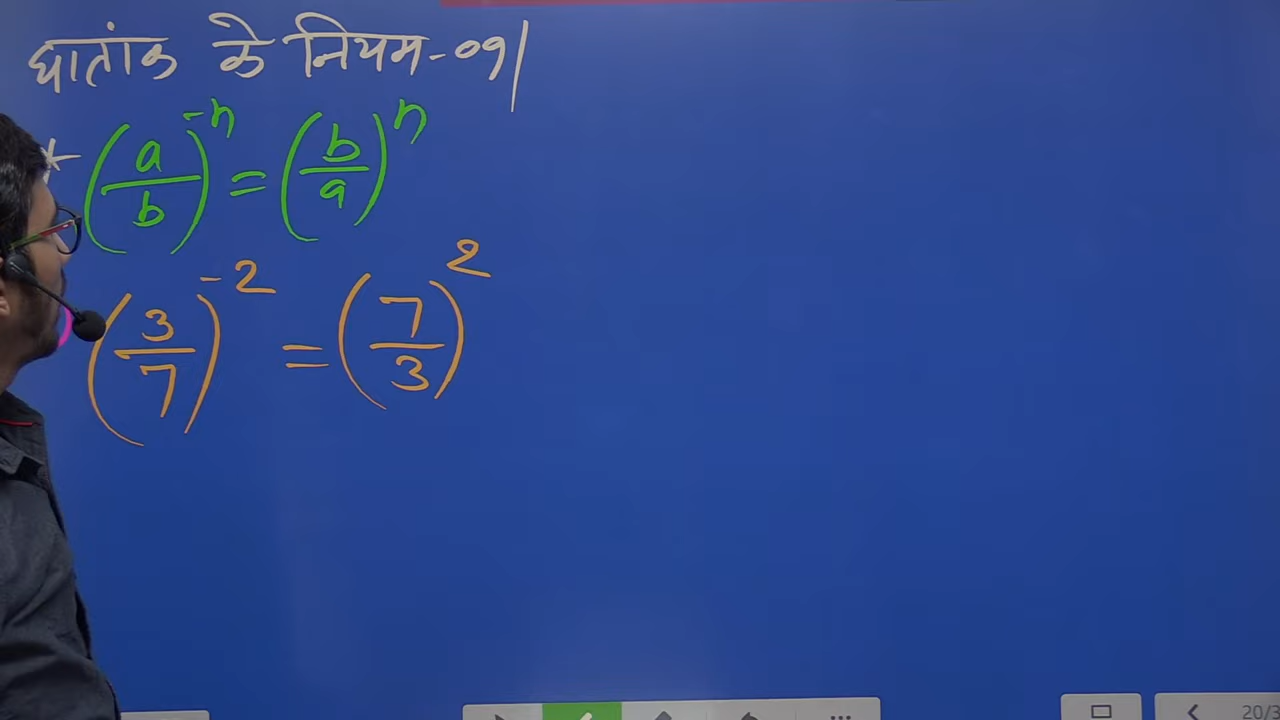 घातांक के नियम-09|
* (a/b)^-n = (b/a)^n
(3/7)^-2 = (7/3)^2